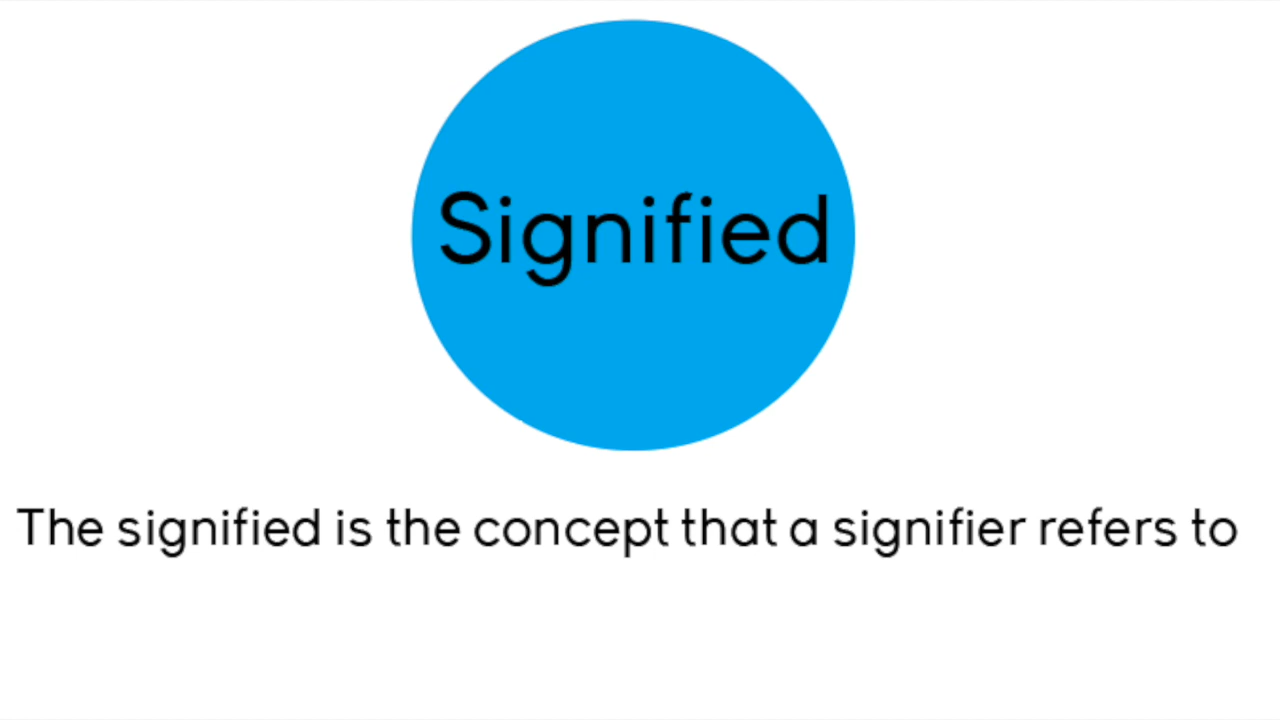 Signified
The signified is the concept that a signifier refers to